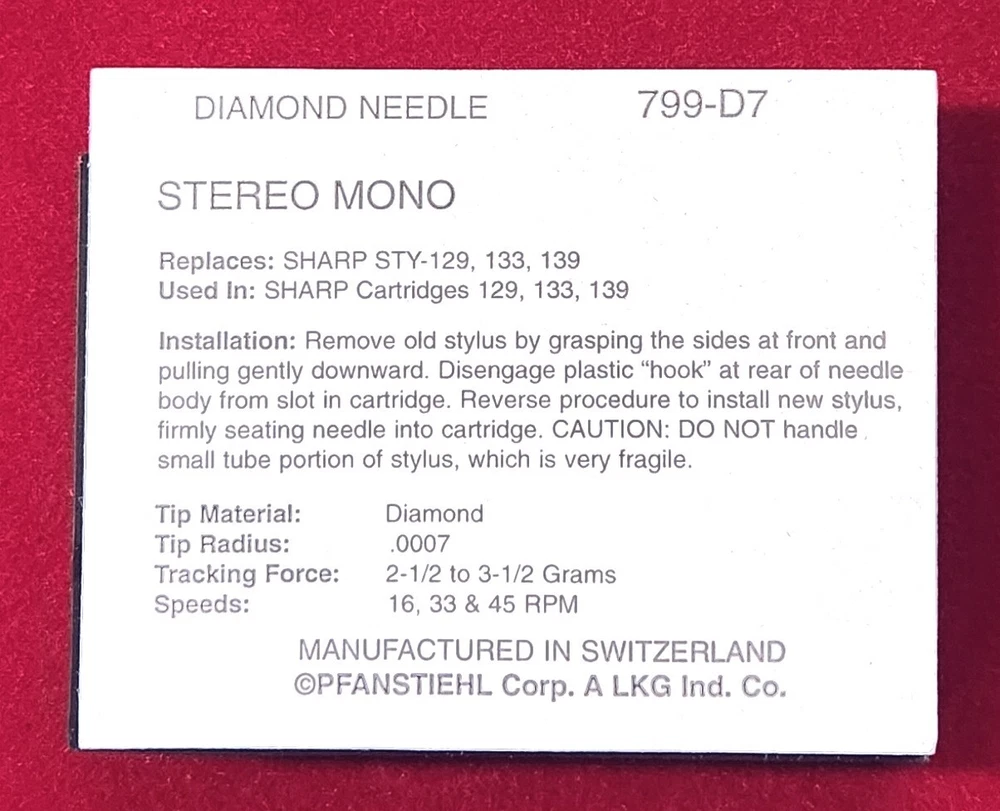 DIAMOND NEEDLE 799-D7
STEREO MONO
Replaces: SHARP STY-129, 133, 139
Used In: SHARP Cartridges 129, 133, 139
Installation: Remove old stylus by grasping the sides at front and
pulling gently downward. Disengage plastic “hook” at rear of needle
body from slot in cartridge. Reverse procedure to install new stylus,
firmly seating needle into cartridge. CAUTION: DO NOT handle
small tube portion of stylus, which is very fragile.
Tip Material: Diamond
Tip Radius: .0007
Tracking Force: 2-1/2 to 3-1/2 Grams
Speeds: 16, 33 & 45 RPM
MANUFACTURED IN SWITZERLAND
©PFANSTIEHL Corp. A LKG Ind. Co.